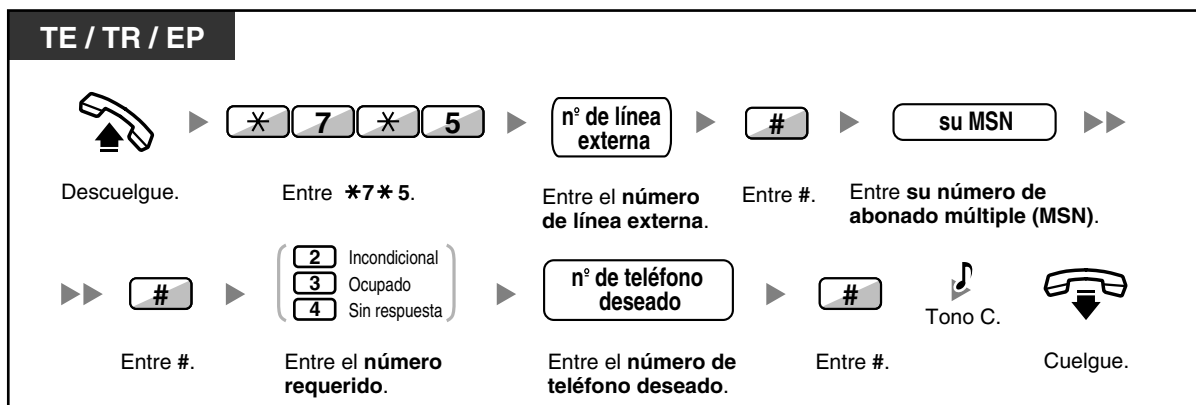 TE / TR / EP
* 7 * 5
n° de línea
externa
#
su MSN
Descuelgue.
Entre *7* 5.
Entre el número
de línea externa.
Entre #.
Entre su número de
abonado múltiple (MSN).
#
2 Incondicional
3 Ocupado
4 Sin respuesta
n° de teléfono
deseado
#
Tono C.
Entre #.
Entre el número
requerido.
Entre el número de
teléfono deseado.
Entre #.
Cuelgue.